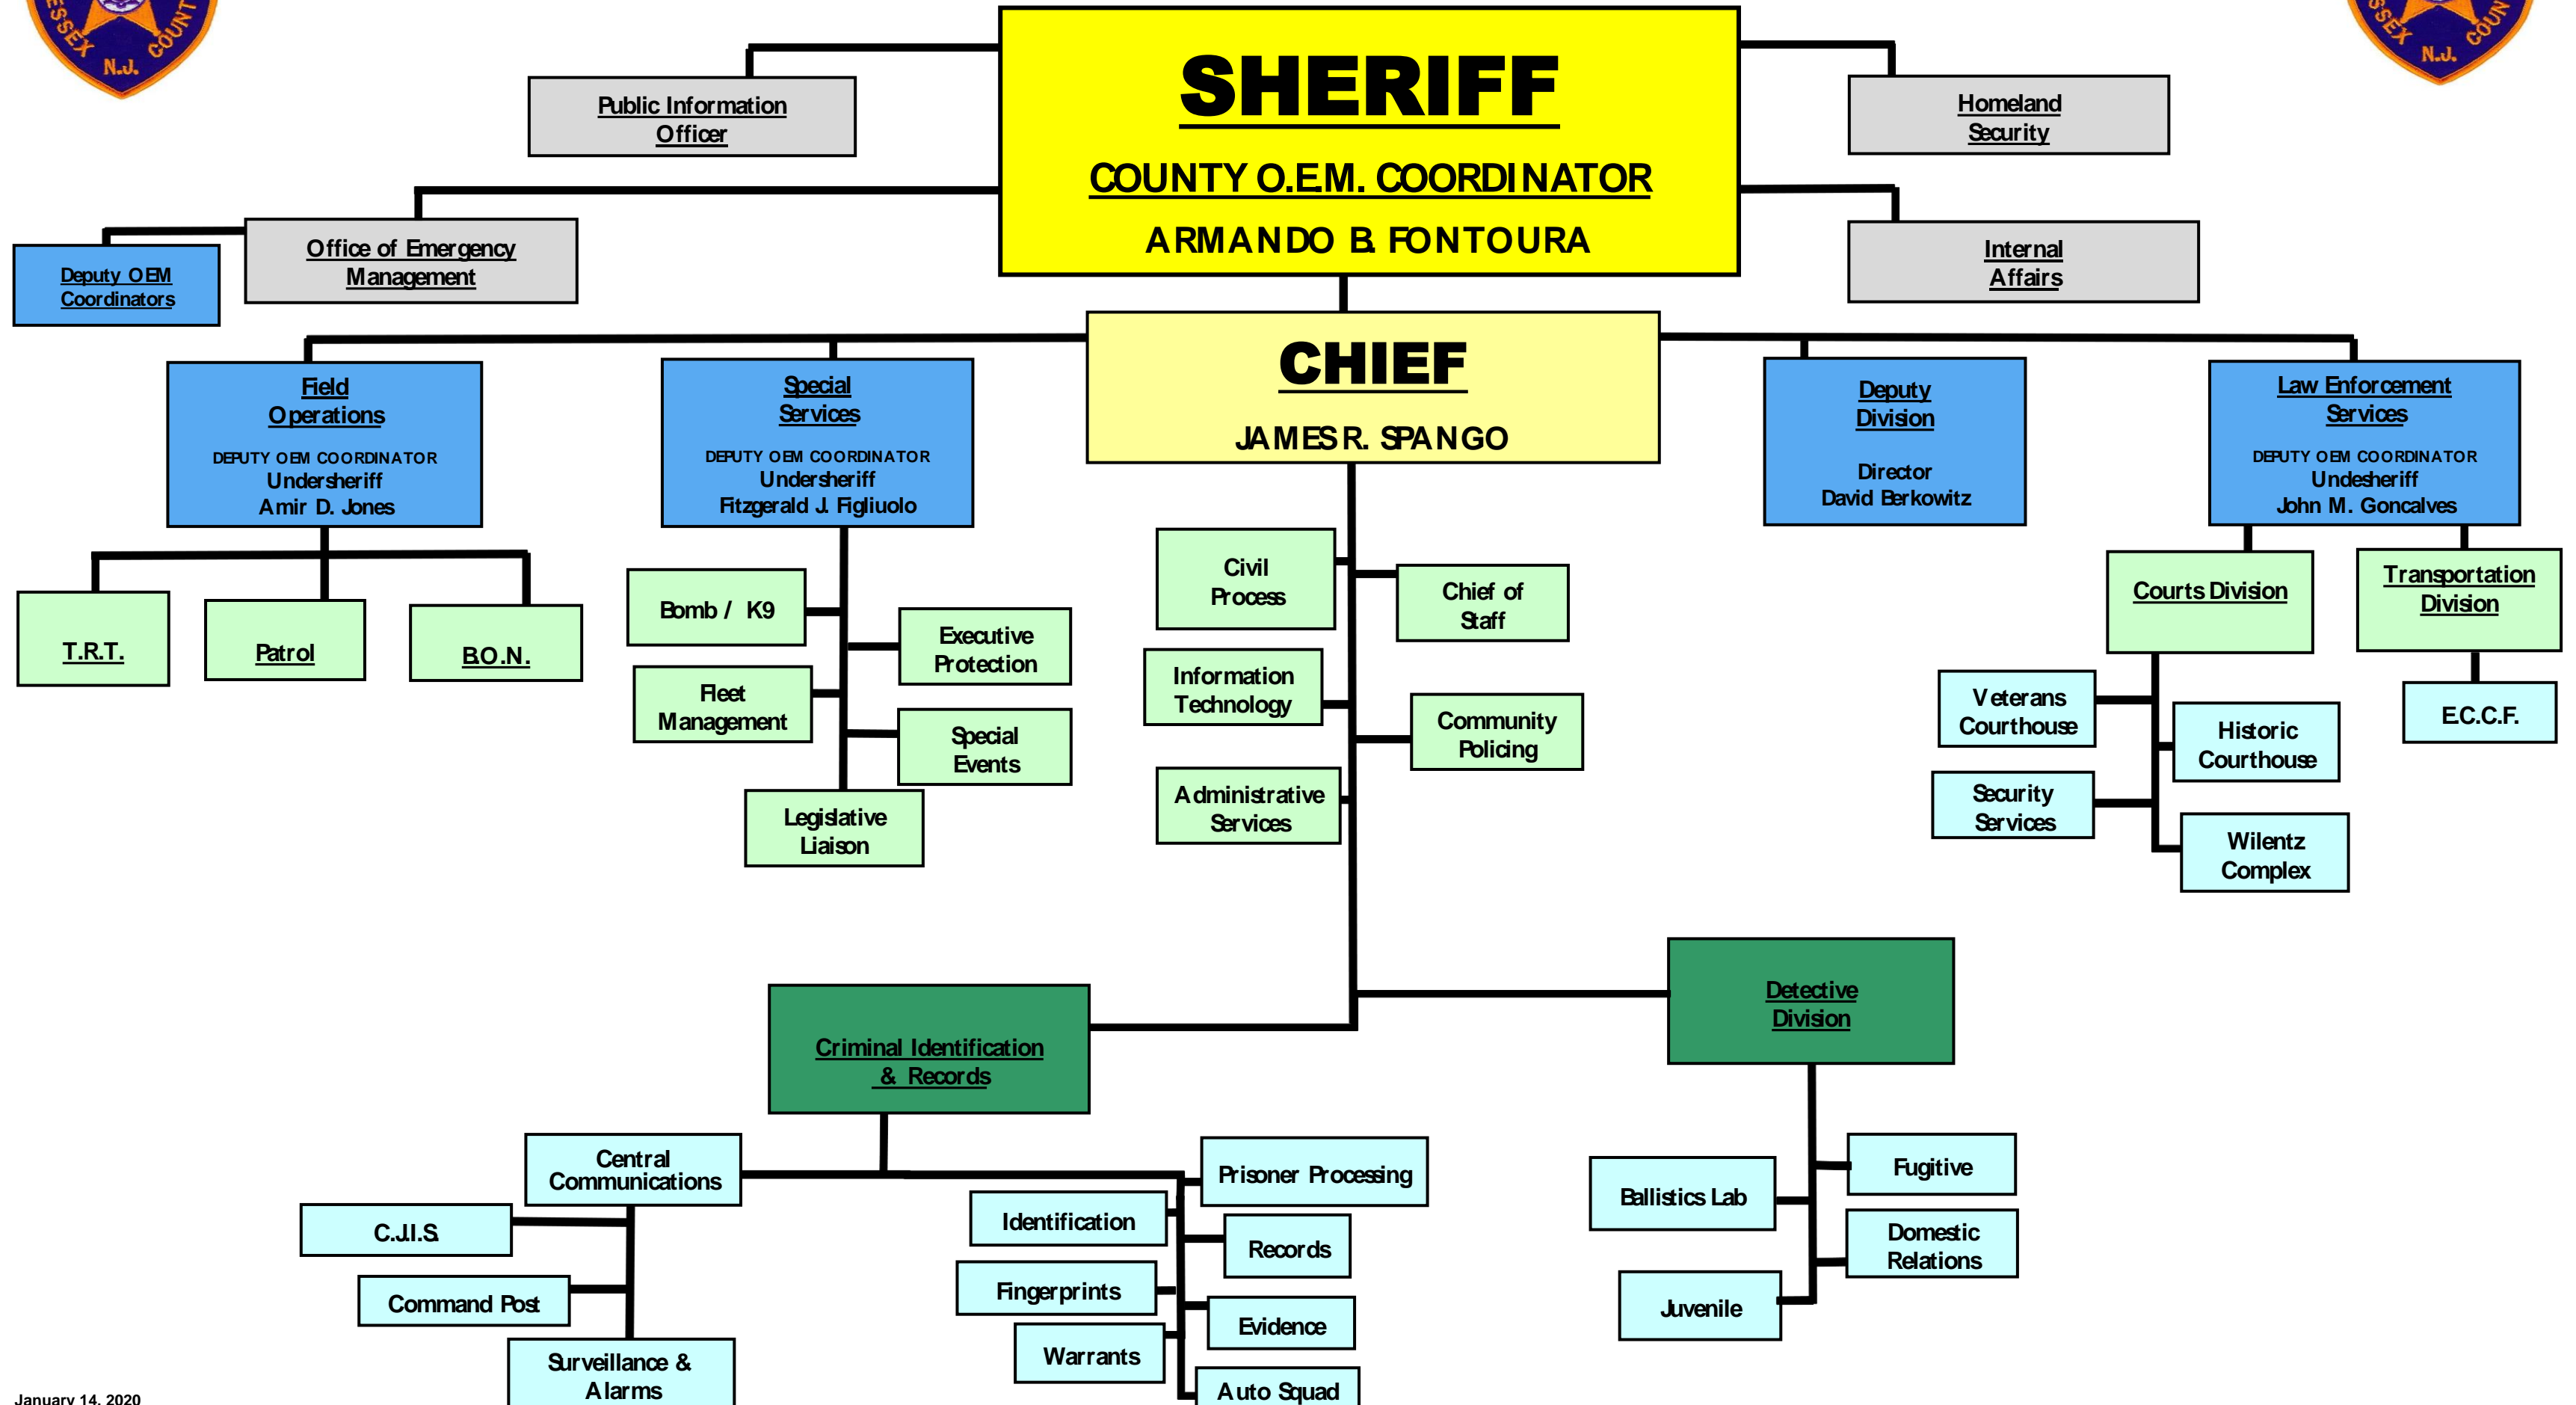 ESSEX COUNTY
N.J.
ESSEX COUNTY
N.J.
SHERIFF
COUNTY O.E.M. COORDINATOR
ARMANDO B. FONTOURA
Public Information
Officer
Homeland
Security
Office of Emergency
Management
Deputy OEM
Coordinators
Internal
Affairs
CHIEF
JAMES R. SPANGO
Field
Operations
DEPUTY OEM COORDINATOR
Undersheriff
Amir D. Jones
Special
Services
DEPUTY OEM COORDINATOR
Undersheriff
Fitzgerald J. Figliuolo
Deputy
Division
Director
David Berkowitz
Law Enforcement
Services
DEPUTY OEM COORDINATOR
Undesheriff
John M. Goncalves
T.R.T.
Patrol
B.O.N.
Bomb / K9
Executive
Protection
Fleet
Management
Special
Events
Legislative
Liaison
Civil
Process
Chief of
Staff
Information
Technology
Community
Policing
Administrative
Services
Courts Division
Transportation
Division
Veterans
Courthouse
Historic
Courthouse
Security
Services
Wilentz
Complex
E.C.C.F.
Criminal Identification
& Records
Detective
Division
Central
Communications
C.J.I.S.
Command Post
Surveillance &
Alarms
Prisoner Processing
Identification
Records
Fingerprints
Evidence
Warrants
Auto Squad
Fugitive
Ballistics Lab
Domestic
Relations
Juvenile
January 14, 2020